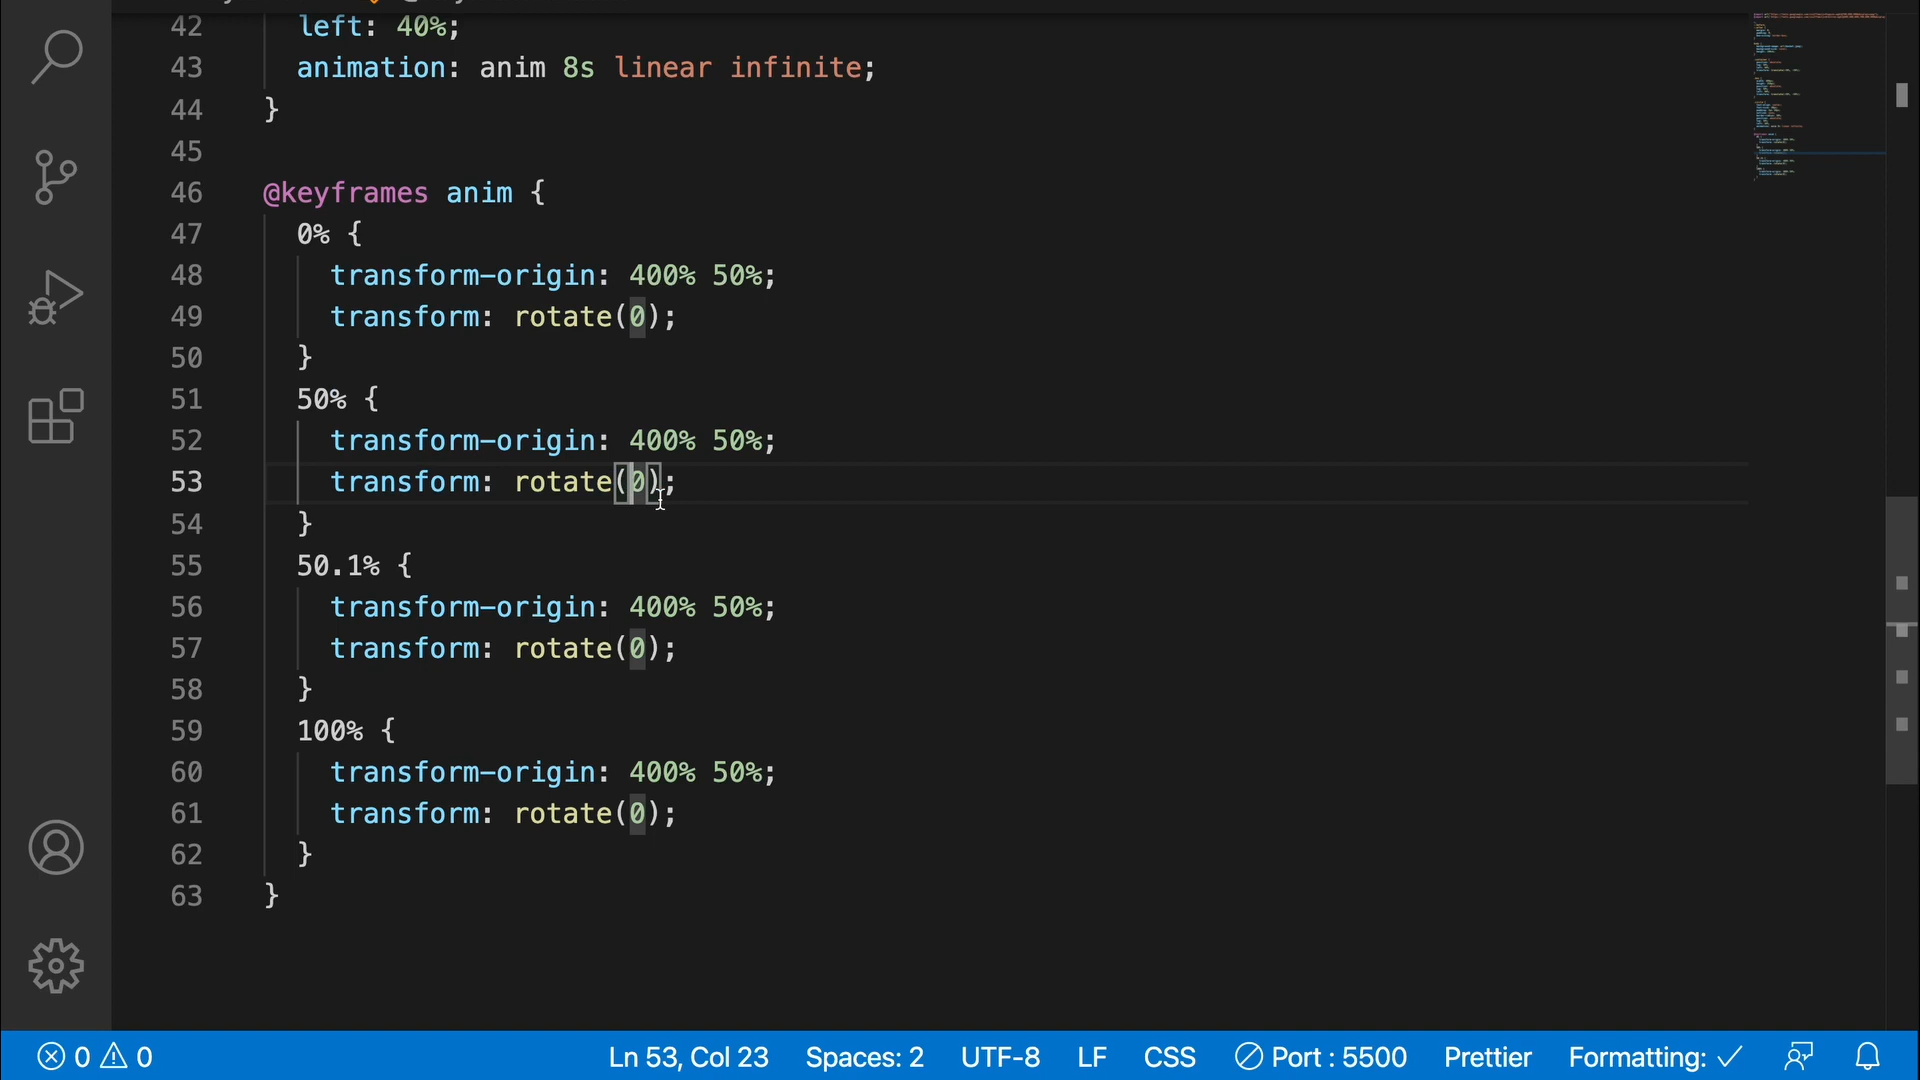 42 left: 40%;
43 animation: anim 8s linear infinite;
44 }
45
46 @keyframes anim {
47 0% {
48 transform-origin: 400% 50%;
49 transform: rotate(0);
50 }
51 50% {
52 transform-origin: 400% 50%;
53 transform: rotate(0);
54 }
55 50.1% {
56 transform-origin: 400% 50%;
57 transform: rotate(0);
58 }
59 100% {
60 transform-origin: 400% 50%;
61 transform: rotate(0);
62 }
63 }
0 0 Ln 53, Col 23 Spaces: 2 UTF-8 LF CSS Port : 5500 Prettier Formatting: ✓